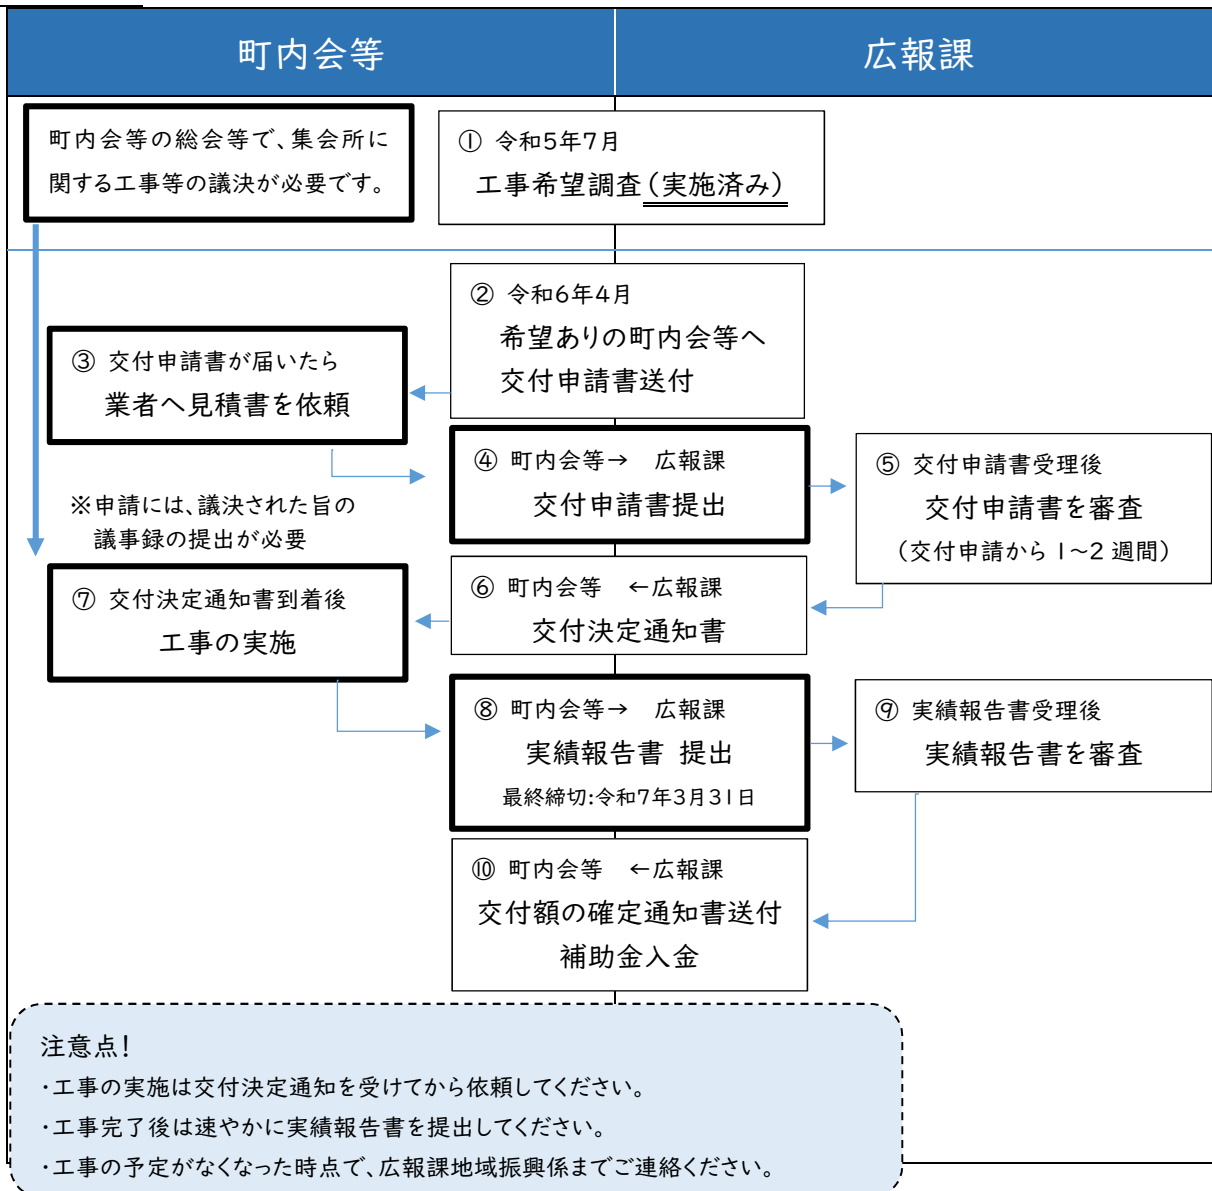 町内会等
広報課
町内会等の総会等で、集会所に
関する工事等の議決が必要です。
① 令和5年7月
工事希望調査(実施済み)
② 令和6年4月
希望ありの町内会等へ
交付申請書送付
③ 交付申請書が届いたら
業者へ見積書を依頼
④ 町内会等→ 広報課
交付申請書提出
⑤ 交付申請書受理後
交付申請書を審査
(交付申請から1~2週間)
※申請には、議決された旨の
議事録の提出が必要
⑥ 町内会等 ←広報課
交付決定通知書
⑦ 交付決定通知書到着後
工事の実施
⑧ 町内会等→ 広報課
実績報告書 提出
最終締切:令和7年3月31日
⑨ 実績報告書受理後
実績報告書を審査
⑩ 町内会等 ←広報課
交付額の確定通知書送付
補助金入金
注意点!
・工事の実施は交付決定通知を受けてから依頼してください。
・工事完了後は速やかに実績報告書を提出してください。
・工事の予定がなくなった時点で、広報課地域振興係までご連絡ください。